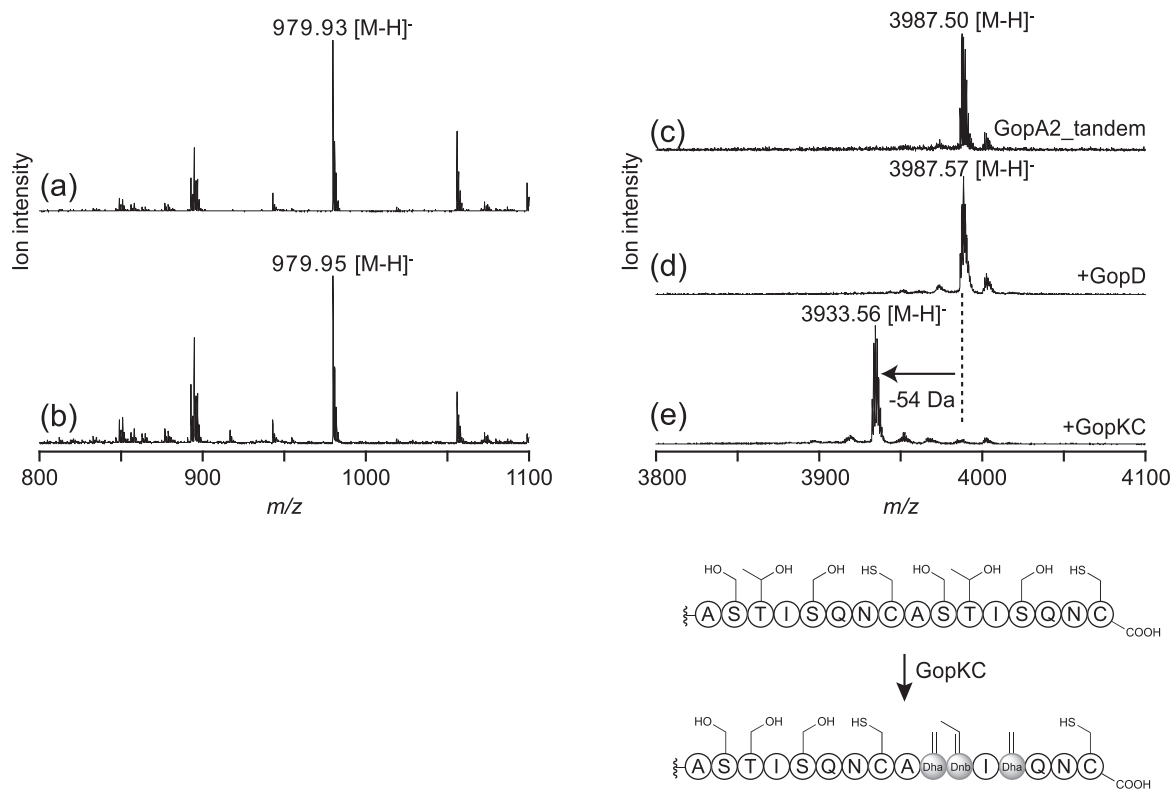 979.93 [M-H]-
(a)
979.95 [M-H]-
(b)
Ion intensity
800 900 1000 1100
m/z
3987.50 [M-H]-
(c) GopA2_tandem
3987.57 [M-H]-
(d) +GopD
3933.56 [M-H]-
-54 Da
(e) +GopKC
Ion intensity
3800 3900 4000 4100
m/z
HO OH OH HS HO OH OH HS
A S T I S Q N C A S T I S Q N C
COOH
GopKC
HO OH OH HS HS
A S T I S Q N C A Dha Dnb I Dha Q N C
COOH